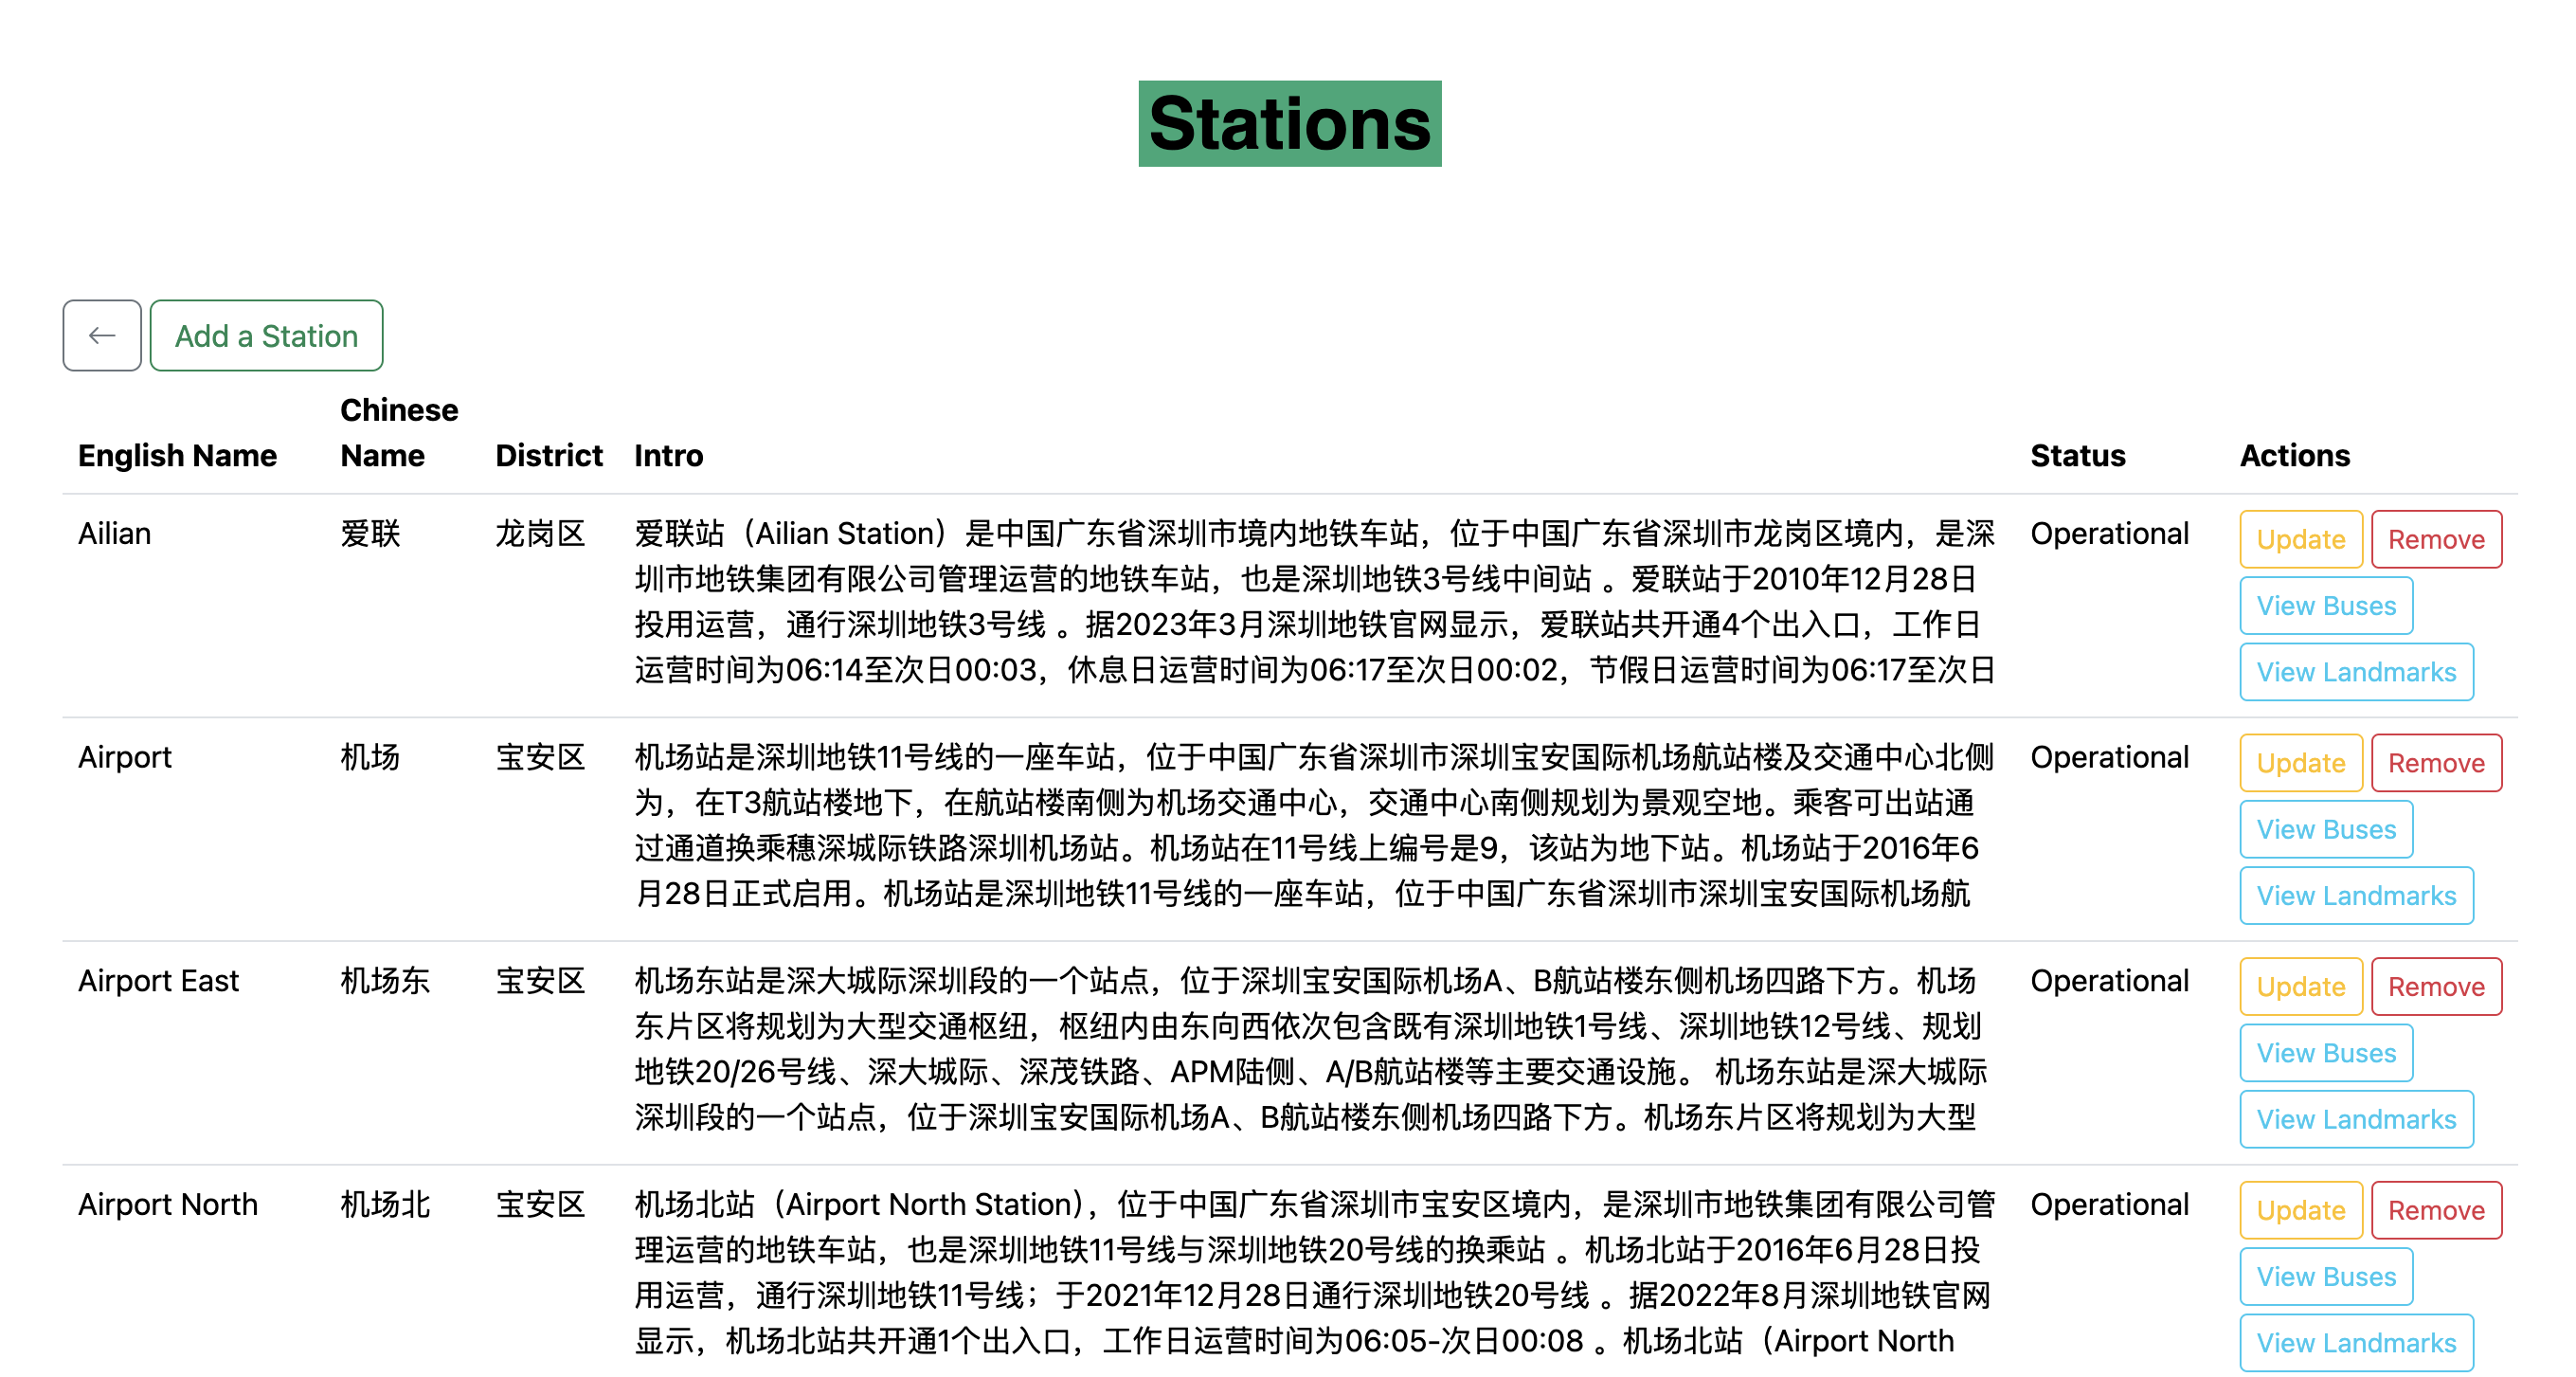 Stations
←
Add a Station
English Name
Chinese
Name
District
Intro
Status
Actions
Ailian
爱联
龙岗区
爱联站（Ailian Station）是中国广东省深圳市境内地铁车站，位于中国广东省深圳市龙岗区境内，是深
圳市地铁集团有限公司管理运营的地铁车站，也是深圳地铁3号线中间站 。爱联站于2010年12月28日
投用运营，通行深圳地铁3号线 。据2023年3月深圳地铁官网显示，爱联站共开通4个出入口，工作日
运营时间为06:14至次日00:03，休息日运营时间为06:17至次日00:02，节假日运营时间为06:17至次日
Operational
Update
Remove
View Buses
View Landmarks
Airport
机场
宝安区
机场站是深圳地铁11号线的一座车站，位于中国广东省深圳市深圳宝安国际机场航站楼及交通中心北侧
为，在T3航站楼地下，在航站楼南侧为机场交通中心，交通中心南侧规划为景观空地。乘客可出站通
过通道换乘穗深城际铁路深圳机场站。机场站在11号线上编号是9，该站为地下站。机场站于2016年6
月28日正式启用。机场站是深圳地铁11号线的一座车站，位于中国广东省深圳市深圳宝安国际机场航
Operational
Update
Remove
View Buses
View Landmarks
Airport East
机场东
宝安区
机场东站是深大城际深圳段的一个站点，位于深圳宝安国际机场A、B航站楼东侧机场四路下方。机场
东片区将规划为大型交通枢纽，枢纽内由东向西依次包含既有深圳地铁1号线、深圳地铁12号线、规划
地铁20/26号线、深大城际、深茂铁路、APM陆侧、A/B航站楼等主要交通设施。 机场东站是深大城际
深圳段的一个站点，位于深圳宝安国际机场A、B航站楼东侧机场四路下方。机场东片区将规划为大型
Operational
Update
Remove
View Buses
View Landmarks
Airport North
机场北
宝安区
机场北站（Airport North Station），位于中国广东省深圳市宝安区境内，是深圳市地铁集团有限公司管
理运营的地铁车站，也是深圳地铁11号线与深圳地铁20号线的换乘站 。机场北站于2016年6月28日投
用运营，通行深圳地铁11号线；于2021年12月28日通行深圳地铁20号线 。据2022年8月深圳地铁官网
显示，机场北站共开通1个出入口，工作日运营时间为06:05-次日00:08 。机场北站（Airport North
Operational
Update
Remove
View Buses
View Landmarks